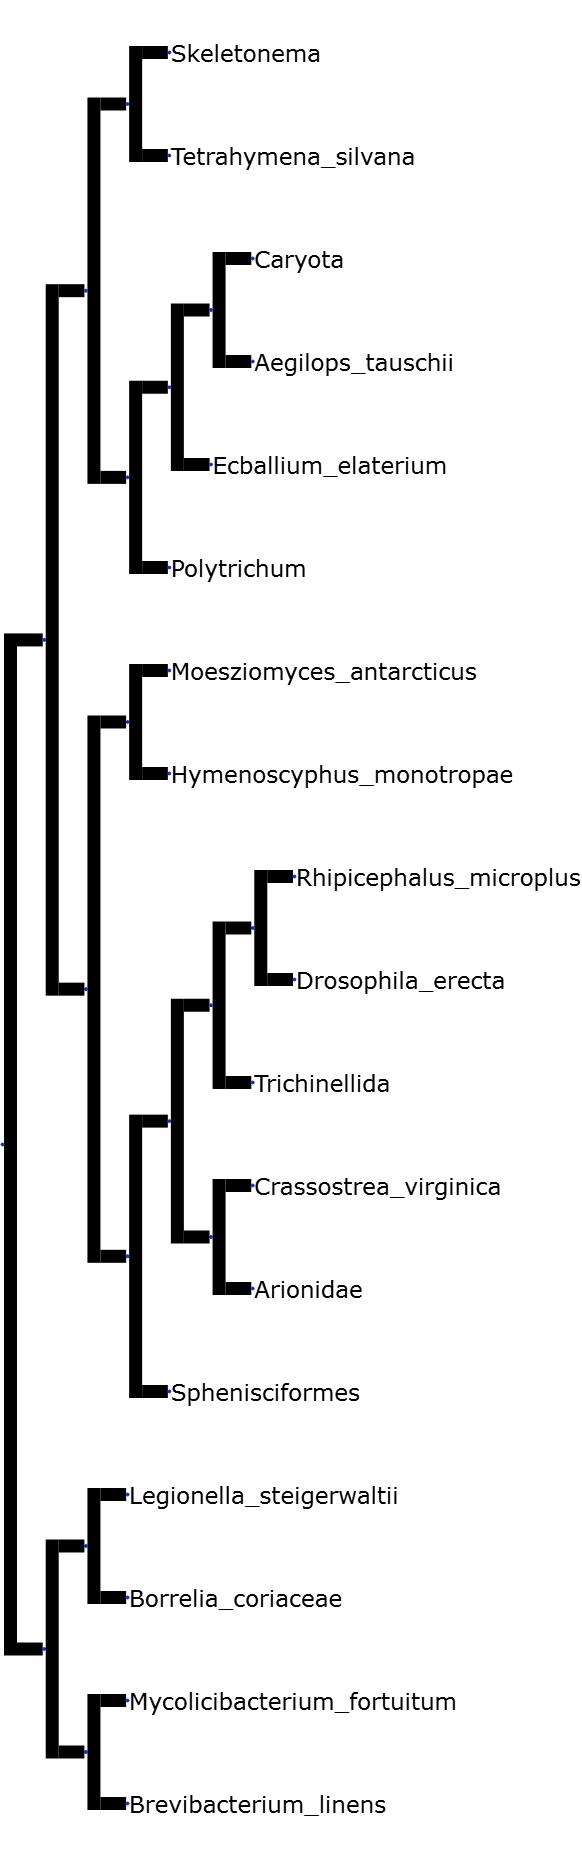 Skeletonema
Tetrahymena_silvana
Caryota
Aegilops_tauschii
Ecballium_elaterium
Polytrichum
Moesziomyces_antarcticus
Hymenoscyphus_monotropae
Rhipicephalus_microplus
Drosophila_erecta
Trichinellida
Crassostrea_virginica
Arionidae
Sphenisciformes
Legionella_steigerwaltii
Borrelia_coriaceae
Mycolicibacterium_fortuitum
Brevibacterium_linens